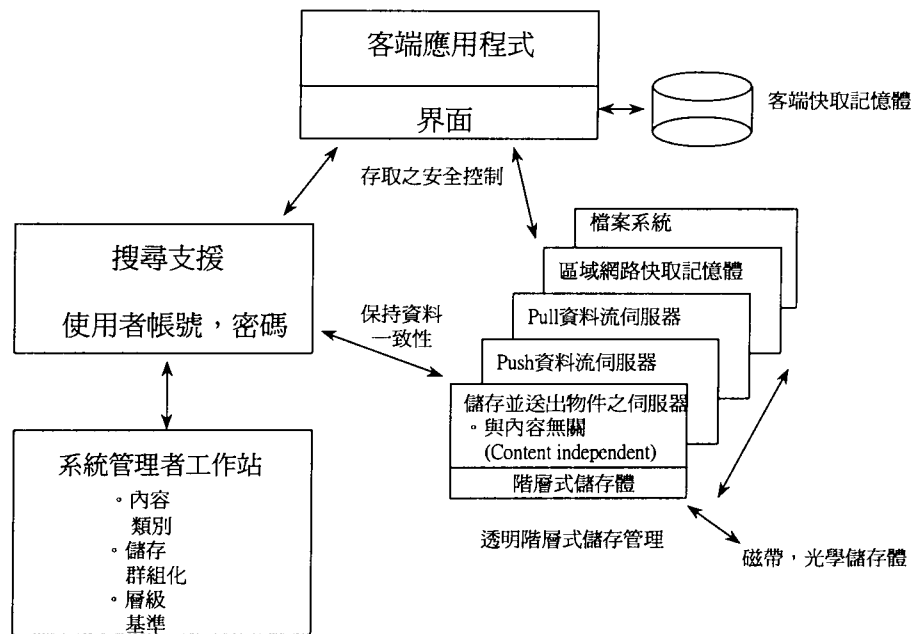 客端應用程式
界面
客端快取記憶體
存取之安全控制
搜尋支援
使用者帳號，密碼
保持資料
一致性
檔案系統
區域網路快取記憶體
Pull資料流伺服器
Push資料流伺服器
儲存並送出物件之伺服器
。與內容無關
(Content independent)
階層式儲存體
系統管理者工作站
。內容
類別
。儲存
群組化
。層級
基準
透明階層式儲存管理
磁帶，光學儲存體